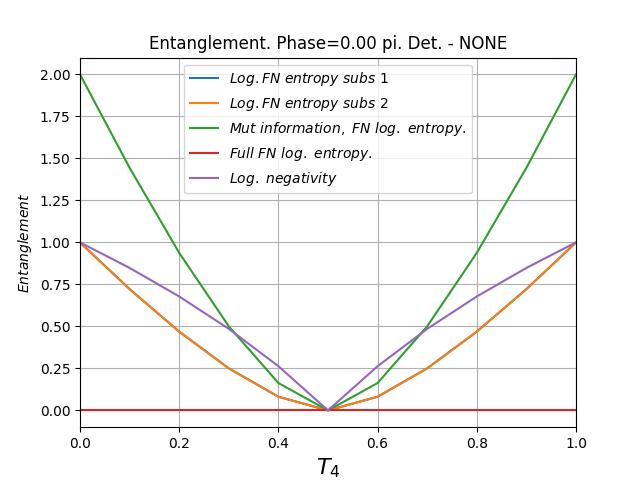 Entanglement. Phase=0.00 pi. Det. - NONE
Log. FN entropy subs 1
Log. FN entropy subs 2
Mut information, FN log. entropy.
Full FN log. entropy.
Log. negativity
Entanglement
2.00
1.75
1.50
1.25
1.00
0.75
0.50
0.25
0.00
0.0 0.2 0.4 0.6 0.8 1.0
T4